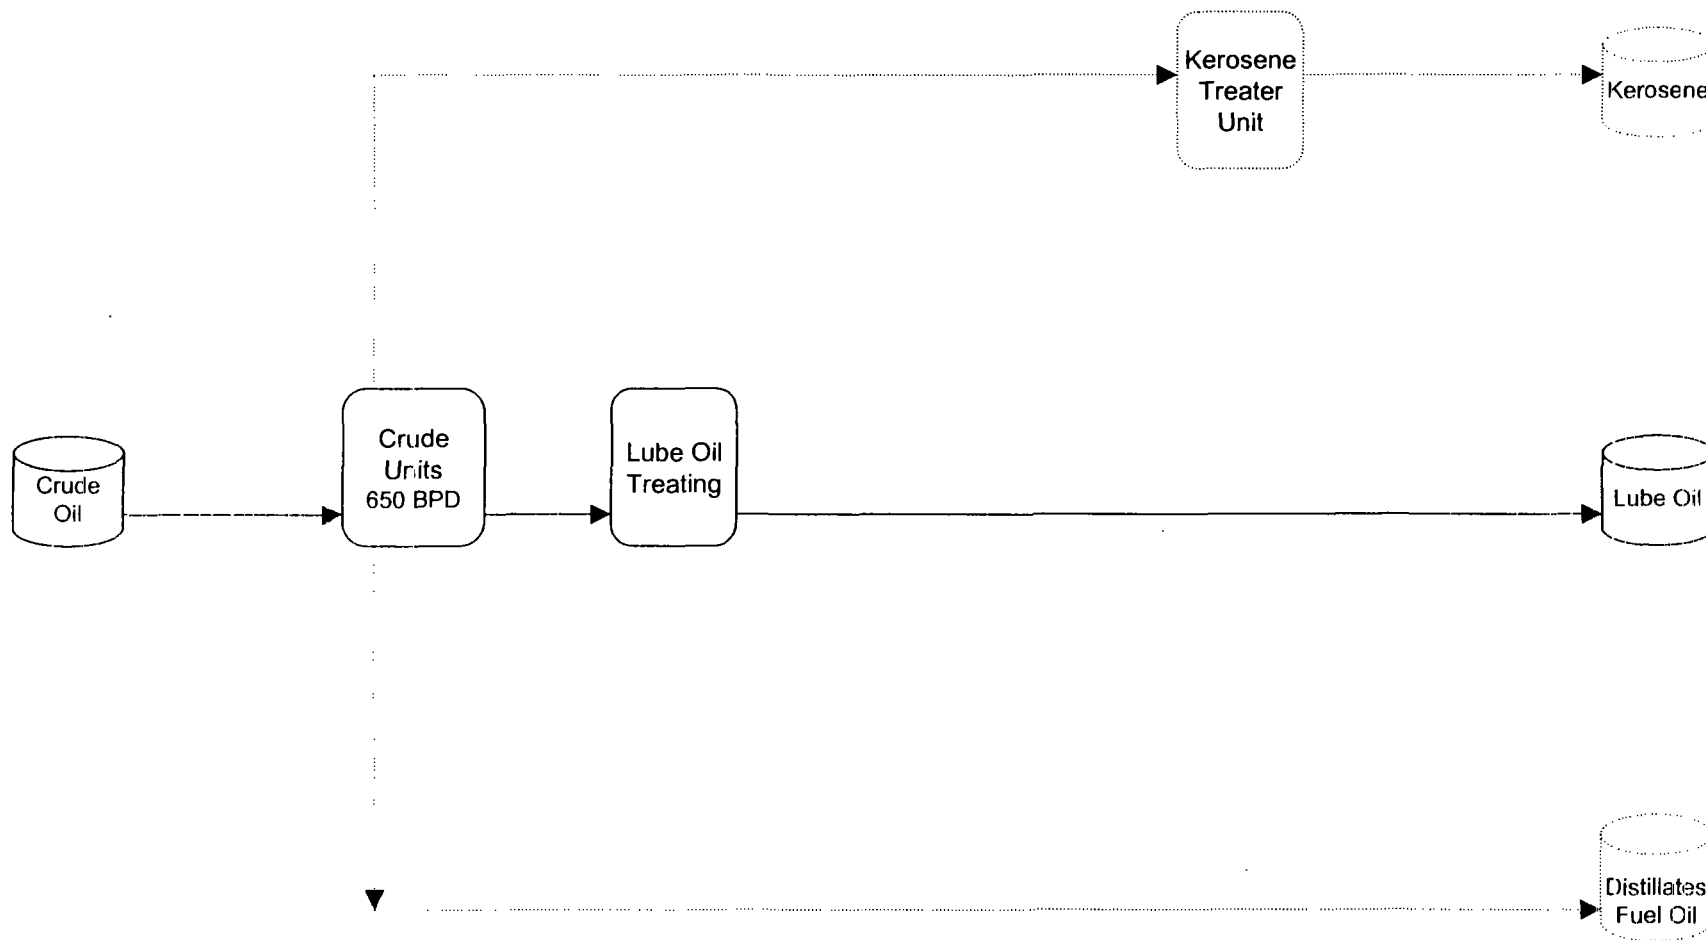 Kerosene
Treater
Unit
Kerosene
Crude
Units
650 BPD
Lube Oil
Treating
Crude
Oil
Lube Oil
Distillates
Fuel Oil